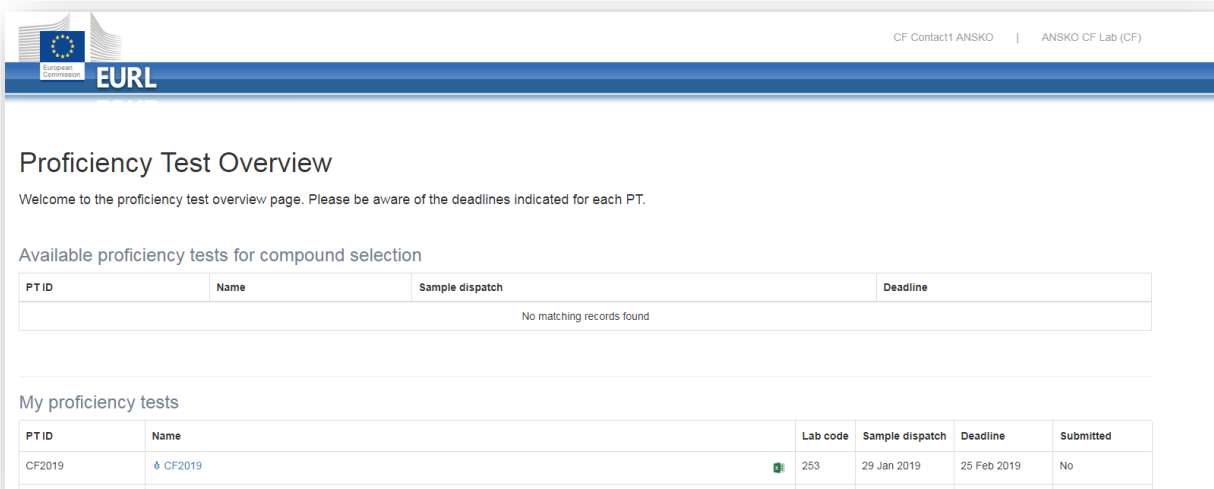 CF Contact1 ANSKO | ANSKO CF Lab (CF)
European
Commission
EURL
Proficiency Test Overview
Welcome to the proficiency test overview page. Please be aware of the deadlines indicated for each PT.
Available proficiency tests for compound selection
PT ID Name Sample dispatch Deadline
No matching records found
My proficiency tests
PT ID Name Lab code Sample dispatch Deadline Submitted
CF2019 CF2019 253 29 Jan 2019 25 Feb 2019 No